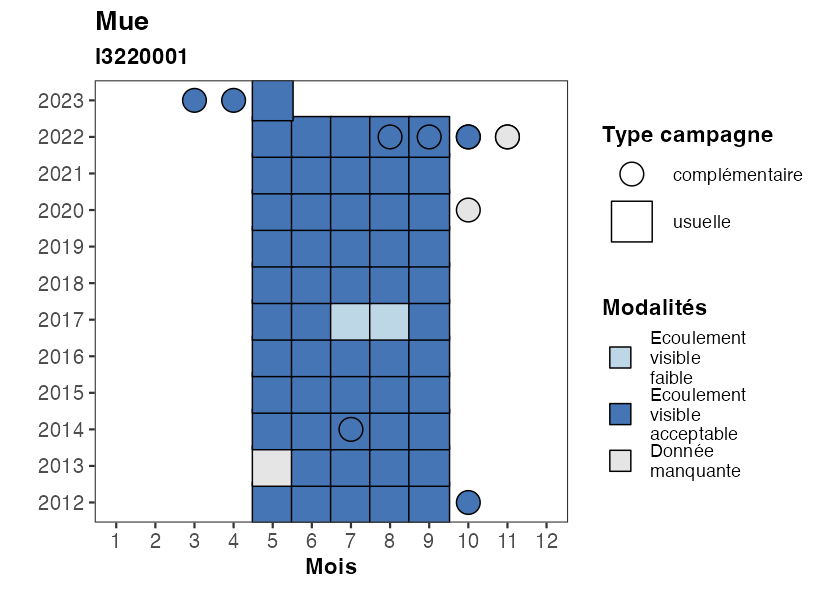 Mue
I3220001
2023
2022
2021
2020
2019
2018
2017
2016
2015
2014
2013
2012
1 2 3 4 5 6 7 8 9 10 11 12
Mois
Type campagne
complémentaire
usuelle
Modalités
Ecoulement
visible
faible
Ecoulement
visible
acceptable
Donnée
manquante